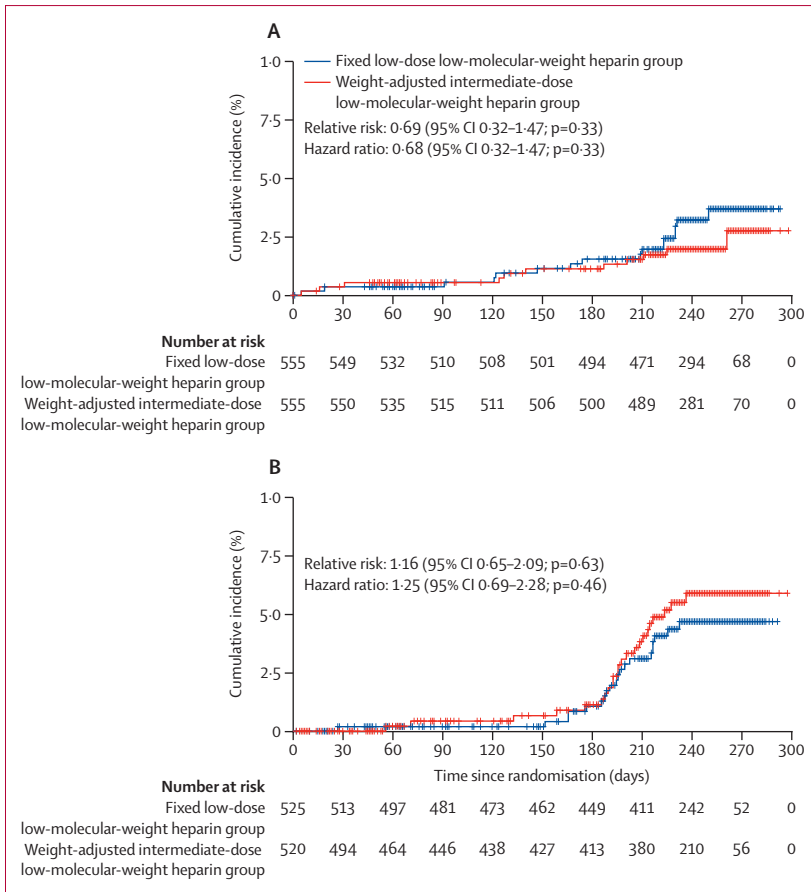 A
1·0
7·5
5·0
2·5
0
Cumulative incidence (%)
Fixed low-dose low-molecular-weight heparin group
Weight-adjusted intermediate-dose
low-molecular-weight heparin group
Relative risk: 0·69 (95% CI 0·32–1·47; p=0·33)
Hazard ratio: 0·68 (95% CI 0·32–1·47; p=0·33)
0 30 60 90 120 150 180 210 240 270 300
Number at risk
Fixed low-dose 555 549 532 510 508 501 494 471 294 68 0
low-molecular-weight heparin group
Weight-adjusted intermediate-dose 555 550 535 515 511 506 500 489 281 70 0
low-molecular-weight heparin group
B
1·0
7·5
5·0
2·5
0
Cumulative incidence (%)
Relative risk: 1·16 (95% CI 0·65–2·09; p=0·63)
Hazard ratio: 1·25 (95% CI 0·69–2·28; p=0·46)
0 30 60 90 120 150 180 210 240 270 300
Time since randomisation (days)
Number at risk
Fixed low-dose 525 513 497 481 473 462 449 411 242 52 0
low-molecular-weight heparin group
Weight-adjusted intermediate-dose 520 494 464 446 438 427 413 380 210 56 0
low-molecular-weight heparin group